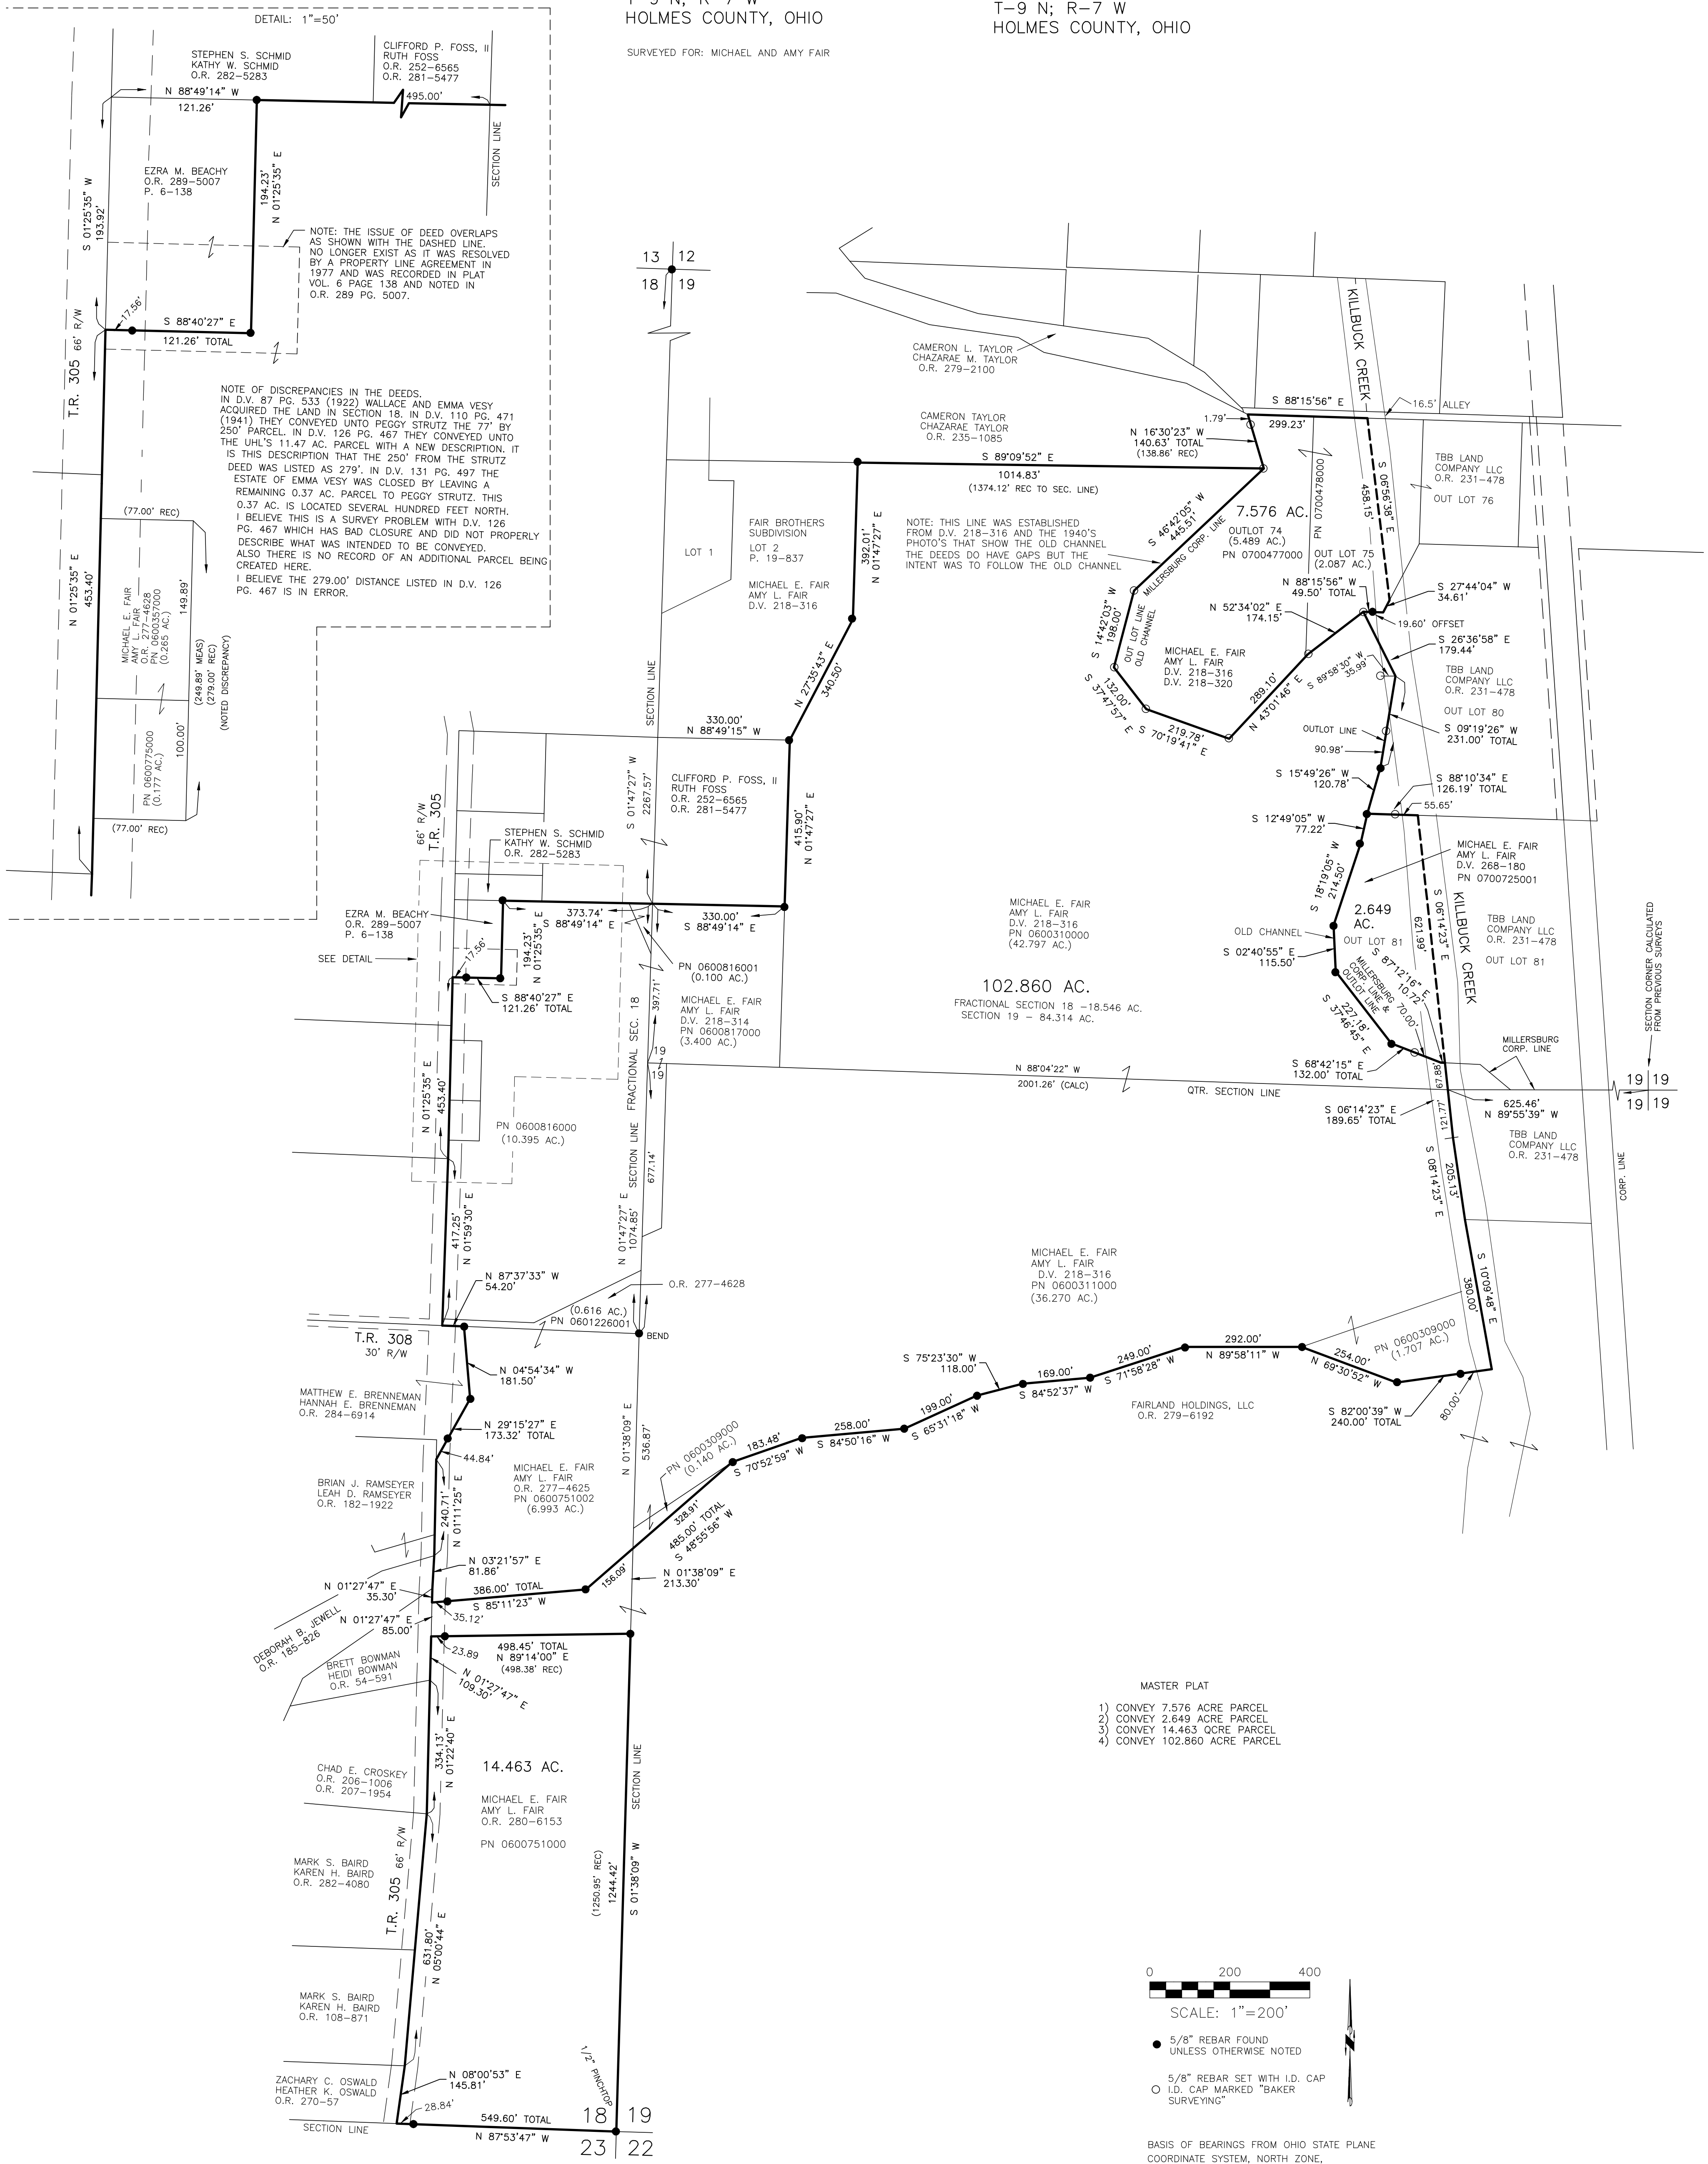 T-9 N; R-7 W
HOLMES COUNTY, OHIO
SURVEYED FOR: MICHAEL AND AMY FAIR
T-9 N; R-7 W
HOLMES COUNTY, OHIO
DETAIL: 1"=50'
STEPHEN S. SCHMID
KATHY W. SCHMID
O.R. 282-5283
CLIFFORD P. FOSS, II
RUTH FOSS
O.R. 252-6565
O.R. 281-5477
N 88°49'14" W
121.26'
495.00'
SECTION LINE
S 01°25'35" W
193.92'
EZRA M. BEACHY
O.R. 289-5007
P. 6-138
194.23'
N 01°25'35" E
NOTE: THE ISSUE OF DEED OVERLAPS
AS SHOWN WITH THE DASHED LINE.
NO LONGER EXIST AS IT WAS RESOLVED
BY A PROPERTY LINE AGREEMENT IN
1977 AND WAS RECORDED IN PLAT
VOL. 6 PAGE 138 AND NOTED IN
O.R. 289 PG. 5007.
17.56'
S 88°40'27" E
121.26' TOTAL
T.R. 305 66' R/W
NOTE OF DISCREPANCIES IN THE DEEDS.
IN D.V. 87 PG. 533 (1922) WALLACE AND EMMA VESY
ACQUIRED THE LAND IN SECTION 18. IN D.V. 110 PG. 471
(1941) THEY CONVEYED UNTO PEGGY STRUTZ THE 77' BY
250' PARCEL. IN D.V. 126 PG. 467 THEY CONVEYED UNTO
THE UHL'S 11.47 AC. PARCEL WITH A NEW DESCRIPTION. IT
IS THIS DESCRIPTION THAT THE 250' FROM THE STRUTZ
DEED WAS LISTED AS 279'. IN D.V. 131 PG. 497 THE
ESTATE OF EMMA VESY WAS CLOSED BY LEAVING A
REMAINING 0.37 AC. PARCEL TO PEGGY STRUTZ. THIS
0.37 AC. IS LOCATED SEVERAL HUNDRED FEET NORTH.
I BELIEVE THIS IS A SURVEY PROBLEM WITH D.V. 126
PG. 467 WHICH HAS BAD CLOSURE AND DID NOT PROPERLY
DESCRIBE WHAT WAS INTENDED TO BE CONVEYED.
ALSO THERE IS NO RECORD OF AN ADDITIONAL PARCEL BEING
CREATED HERE.
I BELIEVE THE 279.00' DISTANCE LISTED IN D.V. 126
PG. 467 IS IN ERROR.
(77.00' REC)
N 01°25'35" E
453.40'
MICHAEL E. FAIR
AMY L. FAIR
O.R. 277-4628
PN 0600357000
(0.265 AC.)
149.89'
(249.89' MEAS)
(279.00' REC)
(NOTED DISCREPANCY)
PN 0600775000
(0.177 AC.)
100.00'
(77.00' REC)
13 12
18 19
CAMERON L. TAYLOR
CHAZARAE M. TAYLOR
O.R. 279-2100
CAMERON TAYLOR
CHAZARAE TAYLOR
O.R. 235-1085
KILLBUCK CREEK
S 88°15'56" E
299.23'
16.5' ALLEY
1.79'
N 16°30'23" W
140.63' TOTAL
(138.86' REC)
S 89°09'52" E
1014.83'
(1374.12' REC TO SEC. LINE)
S 06°56'38" E
458.15'
PN 0700478000
TBB LAND
COMPANY LLC
O.R. 231-478
OUT LOT 76
7.576 AC.
OUTLOT 74
(5.489 AC.)
PN 0700477000
OUT LOT 75
(2.087 AC.)
S 46°42'05" W
445.51'
MILLERSBURG CORP. LINE
NOTE: THIS LINE WAS ESTABLISHED
FROM D.V. 218-316 AND THE 1940'S
PHOTO'S THAT SHOW THE OLD CHANNEL
THE DEEDS DO HAVE GAPS BUT THE
INTENT WAS TO FOLLOW THE OLD CHANNEL
FAIR BROTHERS
SUBDIVISION
LOT 2
P. 19-837
MICHAEL E. FAIR
AMY L. FAIR
D.V. 218-316
LOT 1
392.01'
N 01°47'27" E
N 88°15'56" W
49.50' TOTAL
S 27°44'04" W
34.61'
19.60' OFFSET
N 52°34'02" E
174.15'
S 26°36'58" E
179.44'
S 14°42'03" W
198.00'
OUT LOT LINE
OLD CHANNEL
MICHAEL E. FAIR
AMY L. FAIR
D.V. 218-316
D.V. 218-320
S 89°58'30" W
35.99'
TBB LAND
COMPANY LLC
O.R. 231-478
OUT LOT 80
132.00'
S 37°47'57" E
219.78'
S 70°19'41" E
289.10'
N 43°01'46" E
OUTLOT LINE
90.98'
S 09°19'26" W
231.00' TOTAL
S 15°49'26" W
120.78'
S 88°10'34" E
126.19' TOTAL
55.65'
S 12°49'05" W
77.22'
N 27°35'43" E
340.50'
330.00'
N 88°49'15" W
SECTION LINE
S 01°47'27" W
2267.57'
CLIFFORD P. FOSS, II
RUTH FOSS
O.R. 252-6565
O.R. 281-5477
415.90'
N 01°47'27" E
66' R/W
T.R. 305
STEPHEN S. SCHMID
KATHY W. SCHMID
O.R. 282-5283
EZRA M. BEACHY
O.R. 289-5007
P. 6-138
SEE DETAIL
373.74'
S 88°49'14" E
330.00'
S 88°49'14" E
17.56'
194.23'
N 01°25'35" E
S 88°40'27" E
121.26' TOTAL
PN 0600816001
(0.100 AC.)
MICHAEL E. FAIR
AMY L. FAIR
D.V. 218-314
PN 0600817000
(3.400 AC.)
397.71'
SECTION LINE FRACTIONAL SEC. 18
MICHAEL E. FAIR
AMY L. FAIR
D.V. 218-316
PN 0600310000
(42.797 AC.)
102.860 AC.
FRACTIONAL SECTION 18 -18.546 AC.
SECTION 19 - 84.314 AC.
S 18°19'05" W
214.50'
MICHAEL E. FAIR
AMY L. FAIR
D.V. 268-180
PN 0700725001
2.649
AC.
OUT LOT 81
OLD CHANNEL
S 02°40'55" E
115.50'
MILLERSBURG
CORP. LINE &
OUTLOT LINE
S 87°12'16" E
10.72'
70.00'
S 06°14'23" E
621.99'
KILLBUCK CREEK
TBB LAND
COMPANY LLC
O.R. 231-478
OUT LOT 81
227.18'
S 37°46'45" E
S 68°42'15" E
132.00' TOTAL
SECTION CORNER CALCULATED
FROM PREVIOUS SURVEYS
MILLERSBURG
CORP. LINE
19
19
N 88°04'22" W
2001.26' (CALC)
QTR. SECTION LINE
19 19
19 19
67.88'
625.46'
N 89°55'39" W
S 06°14'23" E
189.65' TOTAL
121.77'
TBB LAND
COMPANY LLC
O.R. 231-478
CORP. LINE
205.13'
S 08°14'23" E
N 01°25'35" E
453.40'
PN 0600816000
(10.395 AC.)
677.14'
N 01°47'27" E
1074.85'
417.25'
N 01°59'30" E
MICHAEL E. FAIR
AMY L. FAIR
D.V. 218-316
PN 0600311000
(36.270 AC.)
S 10°09'48" E
380.00'
N 87°37'33" W
54.20'
O.R. 277-4628
(0.616 AC.)
PN 0601226001
BEND
T.R. 308
30' R/W
N 04°54'34" W
181.50'
MATTHEW E. BRENNEMAN
HANNAH E. BRENNEMAN
O.R. 284-6914
N 29°15'27" E
173.32' TOTAL
44.84'
S 75°23'30" W
118.00'
169.00'
S 84°52'37" W
249.00'
S 71°58'28" W
292.00'
N 89°58'11" W
254.00'
N 69°30'52" W
PN 0600309000
(1.707 AC.)
S 82°00'39" W
240.00' TOTAL
80.00'
FAIRLAND HOLDINGS, LLC
O.R. 279-6192
199.00'
S 65°31'18" W
258.00'
S 84°50'16" W
183.48'
S 70°52'59" W
PN 0600309000
(0.140 AC.)
N 01°38'09" E
536.87'
BRIAN J. RAMSEYER
LEAH D. RAMSEYER
O.R. 182-1922
240.71'
N 01°11'25" E
MICHAEL E. FAIR
AMY L. FAIR
O.R. 277-4625
PN 0600751002
(6.993 AC.)
328.91'
485.00' TOTAL
S 48°55'56" W
156.09'
N 01°38'09" E
213.30'
N 03°21'57" E
81.86'
N 01°27'47" E
35.30'
386.00' TOTAL
S 85°11'23" W
35.12'
DEBORAH B. JEWELL
O.R. 185-826
N 01°27'47" E
85.00'
23.89
498.45' TOTAL
N 89°14'00" E
(498.38' REC)
BRETT BOWMAN
HEIDI BOWMAN
O.R. 54-591
N 01°27'47" E
109.30'
334.13'
N 01°22'40" E
CHAD E. CROSKEY
O.R. 206-1006
O.R. 207-1954
14.463 AC.
MICHAEL E. FAIR
AMY L. FAIR
O.R. 280-6153
PN 0600751000
SECTION LINE
MASTER PLAT
1) CONVEY 7.576 ACRE PARCEL
2) CONVEY 2.649 ACRE PARCEL
3) CONVEY 14.463 QCRE PARCEL
4) CONVEY 102.860 ACRE PARCEL
MARK S. BAIRD
KAREN H. BAIRD
O.R. 282-4080
T.R. 305 66' R/W
(1250.95' REC)
1244.42'
S 01°38'09" W
631.80'
N 05°00'44" E
MARK S. BAIRD
KAREN H. BAIRD
O.R. 108-871
ZACHARY C. OSWALD
HEATHER K. OSWALD
O.R. 270-57
N 08°00'53" E
145.81'
28.84'
1/2" PINCHTOP
SECTION LINE
549.60' TOTAL
N 87°53'47" W
18 19
23 22
0 200 400
SCALE: 1"=200'
5/8" REBAR FOUND
UNLESS OTHERWISE NOTED
5/8" REBAR SET WITH I.D. CAP
I.D. CAP MARKED "BAKER
SURVEYING"
BASIS OF BEARINGS FROM OHIO STATE PLANE
COORDINATE SYSTEM, NORTH ZONE,